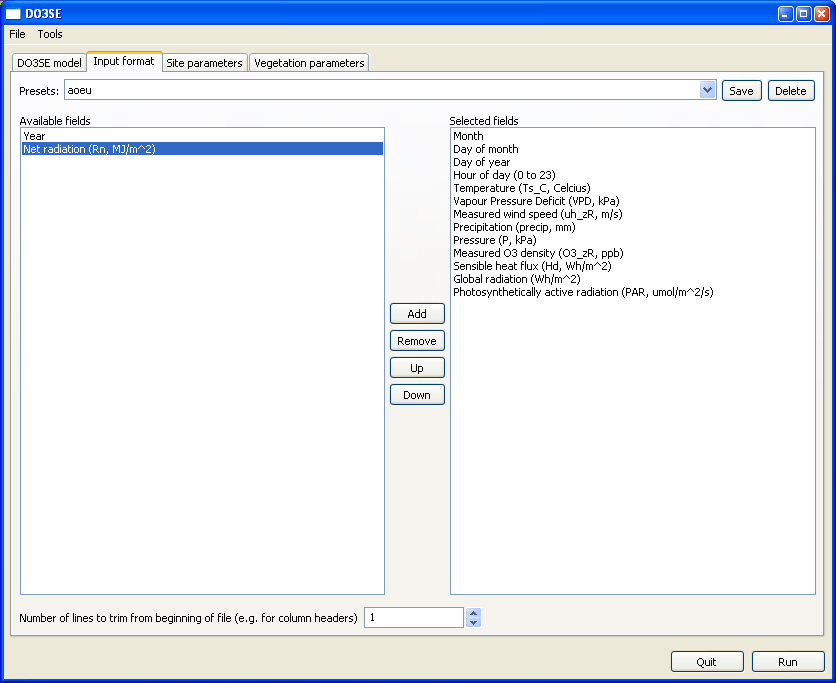 DO3SE
File Tools
DO3SE model Input format Site parameters Vegetation parameters
Presets: aoeu Save Delete
Available fields
Year
Net radiation (Rn, MJ/m^2)
Selected fields
Month
Day of month
Day of year
Hour of day (0 to 23)
Temperature (Ts_C, Celcius)
Vapour Pressure Deficit (VPD, kPa)
Measured wind speed (uh_zR, m/s)
Precipitation (precip, mm)
Pressure (P, kPa)
Measured O3 density (O3_zR, ppb)
Sensible heat flux (Hd, Wh/m^2)
Global radiation (Wh/m^2)
Photosynthetically active radiation (PAR, umol/m^2/s)
Add
Remove
Up
Down
Number of lines to trim from beginning of file (e.g. for column headers) 1
Quit Run